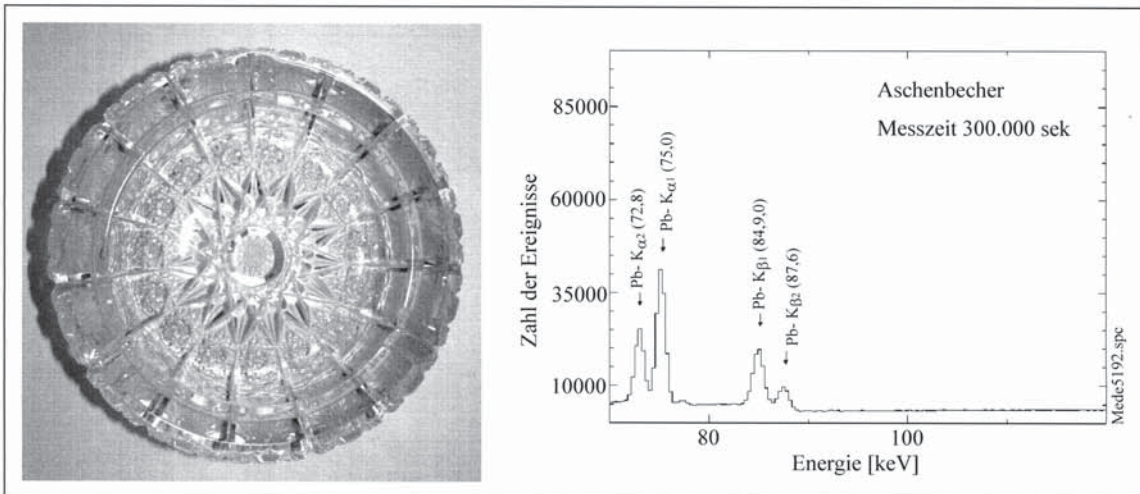 Aschenbecher
Messzeit 300.000 sek
Zahl der Ereignisse
85000
60000
35000
10000
Pb- Kα2 (72,8)
Pb- Kα1 (75,0)
Pb- Kβ1 (84,9,0)
Pb- Kβ2 (87,6)
80
100
Energie [keV]
Mede5192.spc